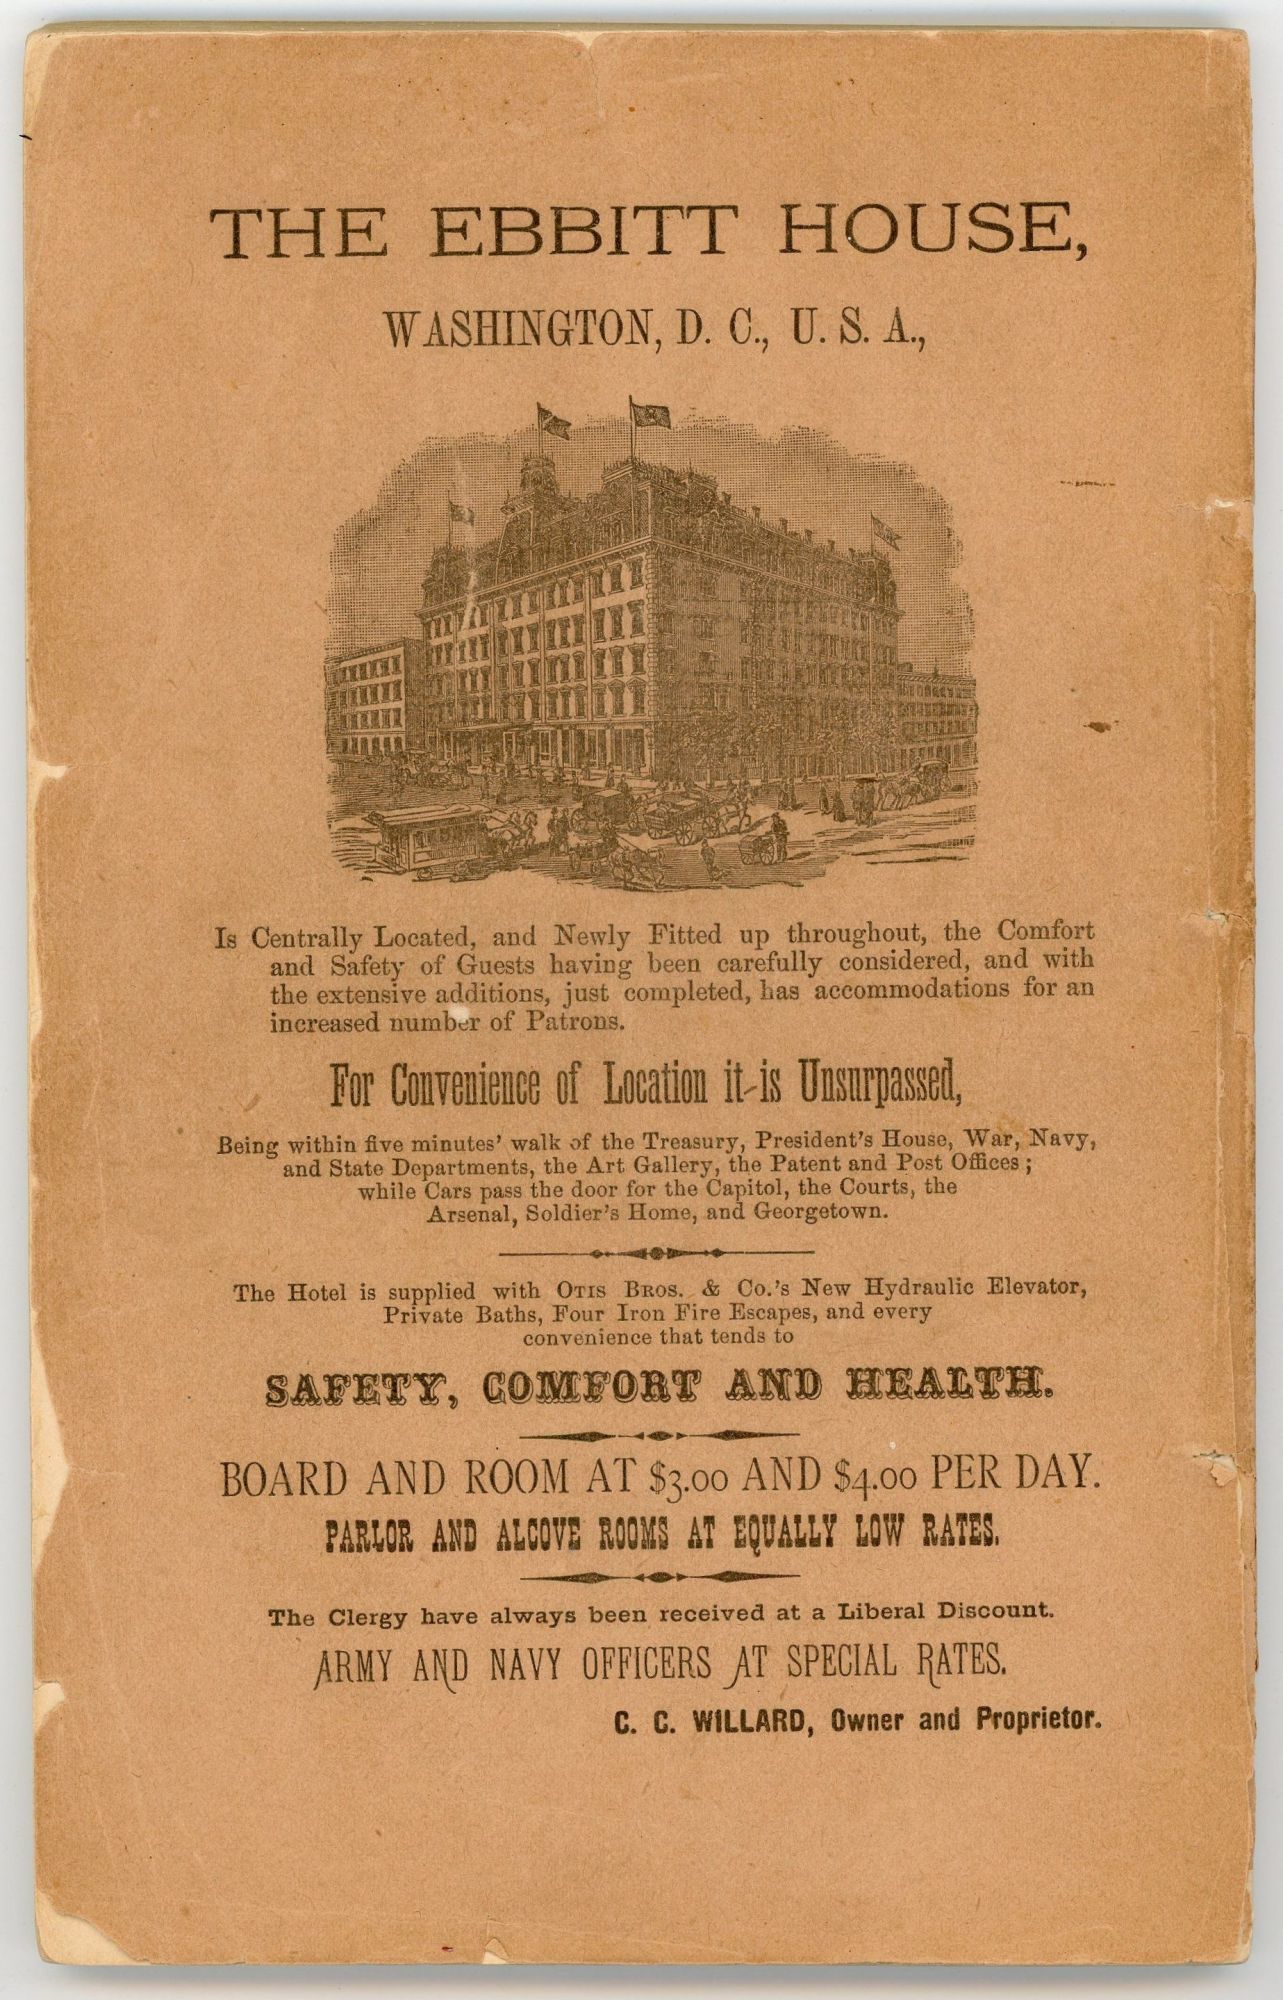 THE EBBITT HOUSE,
WASHINGTON, D. C., U. S. A.,
Is Centrally Located, and Newly Fitted up throughout, the Comfort
and Safety of Guests having been carefully considered, and with
the extensive additions, just completed, has accommodations for an
increased number of Patrons.
For Convenience of Location it is Unsurpassed,
Being within five minutes' walk of the Treasury, President's House, War, Navy,
and State Departments, the Art Gallery, the Patent and Post Offices;
while Cars pass the door for the Capitol, the Courts, the
Arsenal, Soldier's Home, and Georgetown.
The Hotel is supplied with OTIS BROS. & Co.'s New Hydraulic Elevator,
Private Baths, Four Iron Fire Escapes, and every
convenience that tends to
SAFETY, COMFORT AND HEALTH.
BOARD AND ROOM AT $3.00 AND $4.00 PER DAY.
PARLOR AND ALCOVE ROOMS AT EQUALLY LOW RATES.
The Clergy have always been received at a Liberal Discount.
ARMY AND NAVY OFFICERS AT SPECIAL RATES.
C. C. WILLARD, Owner and Proprietor.